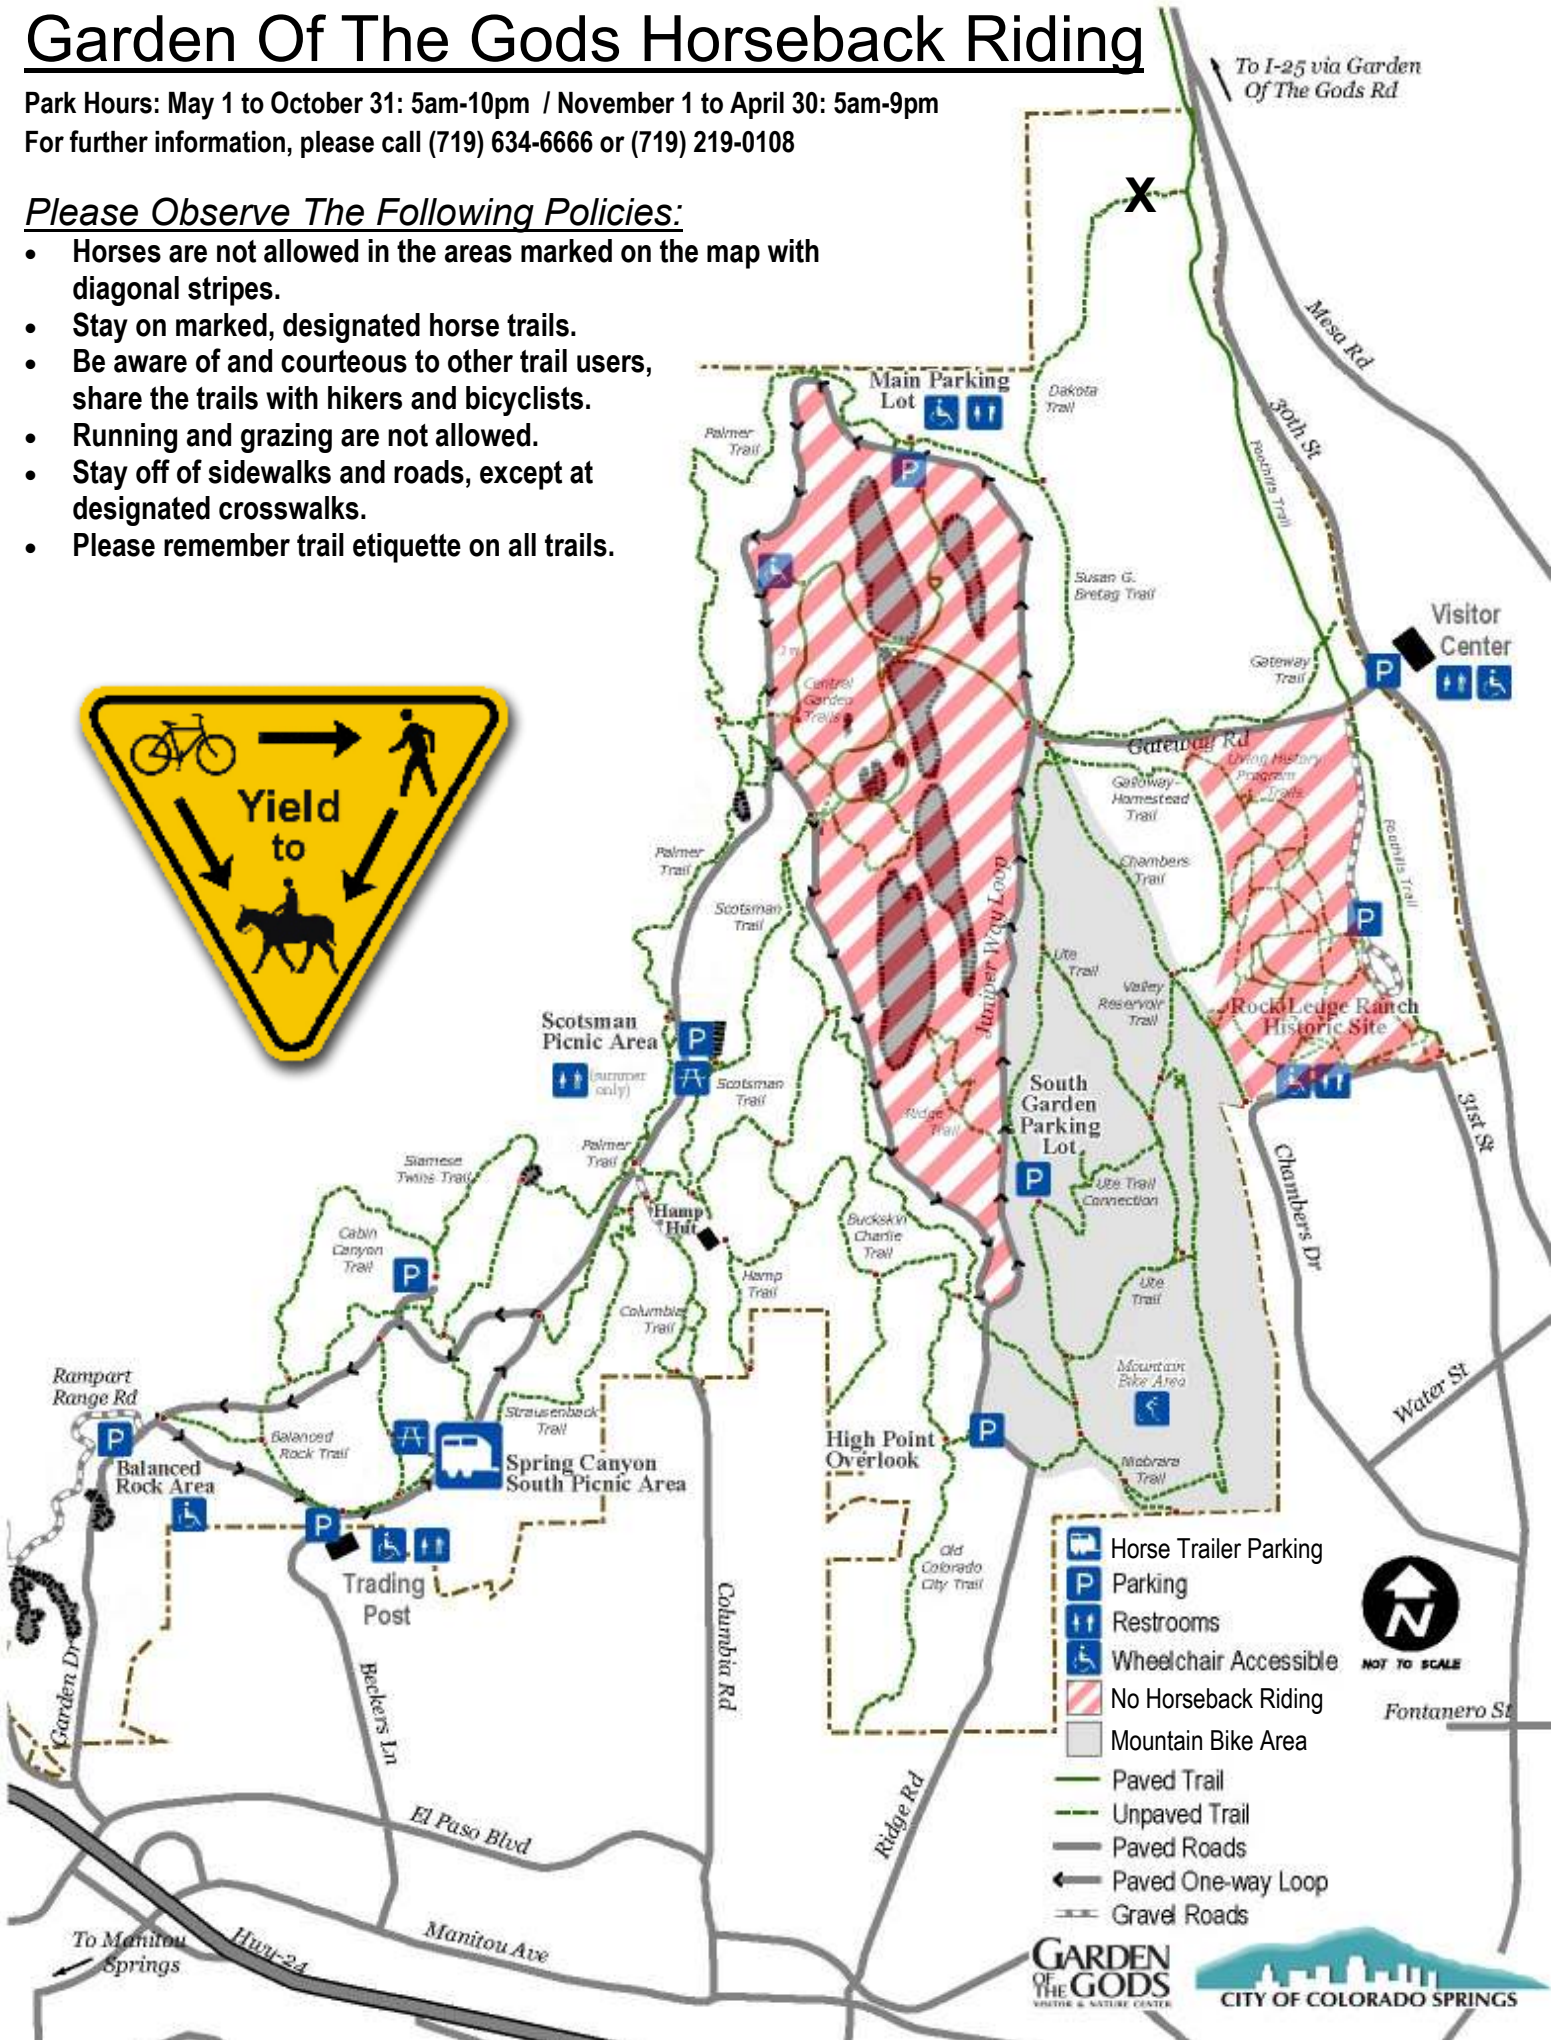 Garden Of The Gods Horseback Riding
Park Hours: May 1 to October 31: 5am-10pm / November 1 to April 30: 5am-9pm
For further information, please call (719) 634-6666 or (719) 219-0108
Please Observe The Following Policies:
• Horses are not allowed in the areas marked on the map with
diagonal stripes.
• Stay on marked, designated horse trails.
• Be aware of and courteous to other trail users,
share the trails with hikers and bicyclists.
• Running and grazing are not allowed.
• Stay off of sidewalks and roads, except at
designated crosswalks.
• Please remember trail etiquette on all trails.
To I-25 via Garden
Of The Gods Rd
X
Mesa Rd
30th St
Main Parking
Lot
P
Dakota
Trail
Palmer
Trail
Foothills Trail
Susan G.
Bretag Trail
Visitor
Center
P
Gateway
Trail
Central
Garden
Trails
Gateway Rd
Living History
Program
Trails
Galloway-
Homestead
Trail
Yield
to
Foothills Trail
Palmer
Trail
Chambers
Trail
Scotsman
Trail
P
Juniper Way Loop
Ute
Trail
Valley
Reservoir
Trail
Rock Ledge Ranch
Historic Site
Scotsman
Picnic Area
P
(summer
only)
Scotsman
Trail
South
Garden
Parking
Lot
P
Ridge
Trail
31st St
Palmer
Trail
Siamese
Twins Trail
Ute Trail
Connection
Chambers Dr
Hamp
Hut
Buckskin
Charlie
Trail
Cabin
Canyon
Trail
P
Hamp
Trail
Ute
Trail
Columbia
Trail
Rampart
Range Rd
Mountain
Bike Area
Water St
Strausenback
Trail
P
Balanced
Rock Trail
P
High Point
Overlook
Balanced
Rock Area
Spring Canyon
South Picnic Area
Niobrara
Trail
P
Trading
Post
Old
Colorado
City Trail
Columbia Rd
Garden Dr
Beckers Ln
Horse Trailer Parking
P Parking
Restrooms
Wheelchair Accessible
No Horseback Riding
Mountain Bike Area
Paved Trail
Unpaved Trail
Paved Roads
Paved One-way Loop
Gravel Roads
N
NOT TO SCALE
Fontanero St
Ridge Rd
El Paso Blvd
Manitou Ave
Hwy-24
To Manitou
Springs
GARDEN
OF THE GODS
VISITOR & NATURE CENTER
CITY OF COLORADO SPRINGS